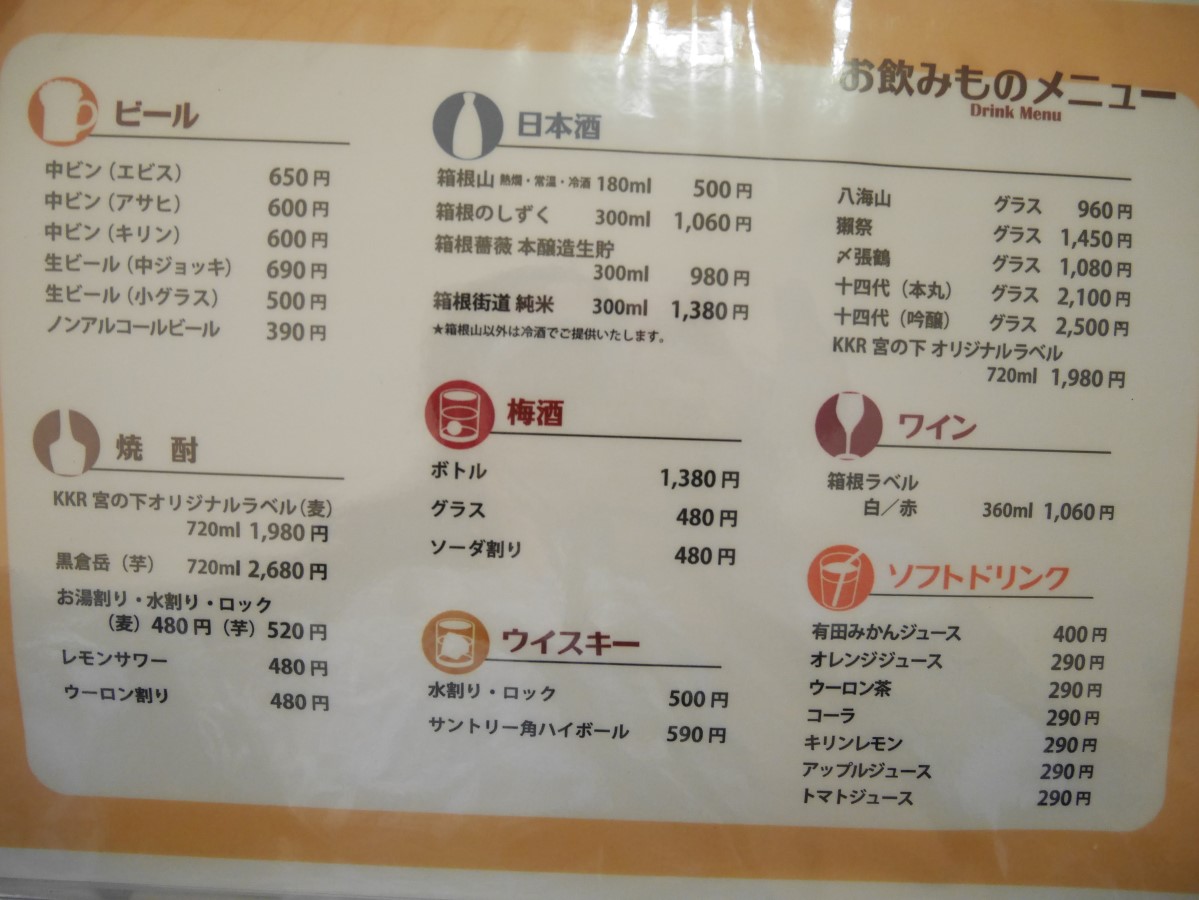 お飲みものメニュー
Drink Menu
ビール
中ビン（エビス） 650円
中ビン（アサヒ） 600円
中ビン（キリン） 600円
生ビール（中ジョッキ） 690円
生ビール（小グラス） 500円
ノンアルコールビール 390円
焼 酎
KKR 宮の下オリジナルラベル（麦）
720ml 1,980円
黒倉岳（芋） 720ml 2,680円
お湯割り・水割り・ロック
（麦）480円（芋）520円
レモンサワー 480円
ウーロン割り 480円
日本酒
箱根山 熱燗・常温・冷酒 180ml 500円
箱根のしずく 300ml 1,060円
箱根薔薇 本醸造生貯
300ml 980円
箱根街道 純米 300ml 1,380円
★箱根山以外は冷酒でご提供いたします。
八海山 グラス 960円
獺祭 グラス 1,450円
〆張鶴 グラス 1,080円
十四代（本丸） グラス 2,100円
十四代（吟醸） グラス 2,500円
KKR 宮の下 オリジナルラベル
720ml 1,980円
梅酒
ボトル 1,380円
グラス 480円
ソーダ割り 480円
ウイスキー
水割り・ロック 500円
サントリー角ハイボール 590円
ワイン
箱根ラベル
白／赤 360ml 1,060円
ソフトドリンク
有田みかんジュース 400円
オレンジジュース 290円
ウーロン茶 290円
コーラ 290円
キリンレモン 290円
アップルジュース 290円
トマトジュース 290円